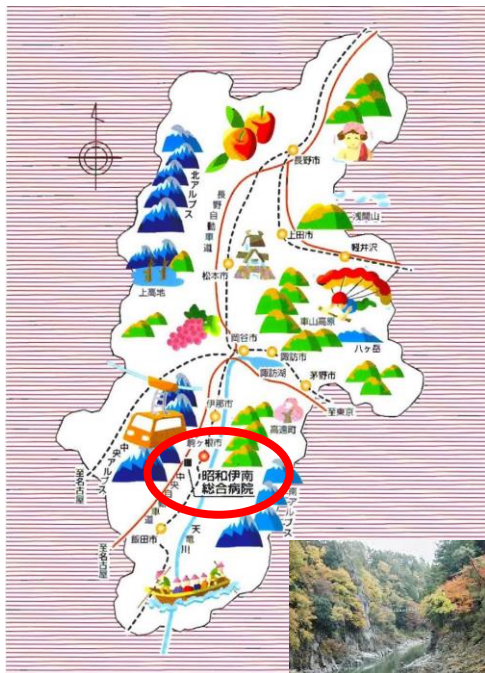 長野市
北アルプス
長野自動車道
浅間山
上田市
軽井沢
松本市
上高地
車山高原
岡谷市
八ヶ岳
諏訪市
諏訪湖
茅野市
伊那市
至東京
高遠町
駒ヶ根市
中央アルプス
至名古屋
昭和伊南
総合病院
南アルプス
中央自動車道
天竜川
飯田市
至名古屋